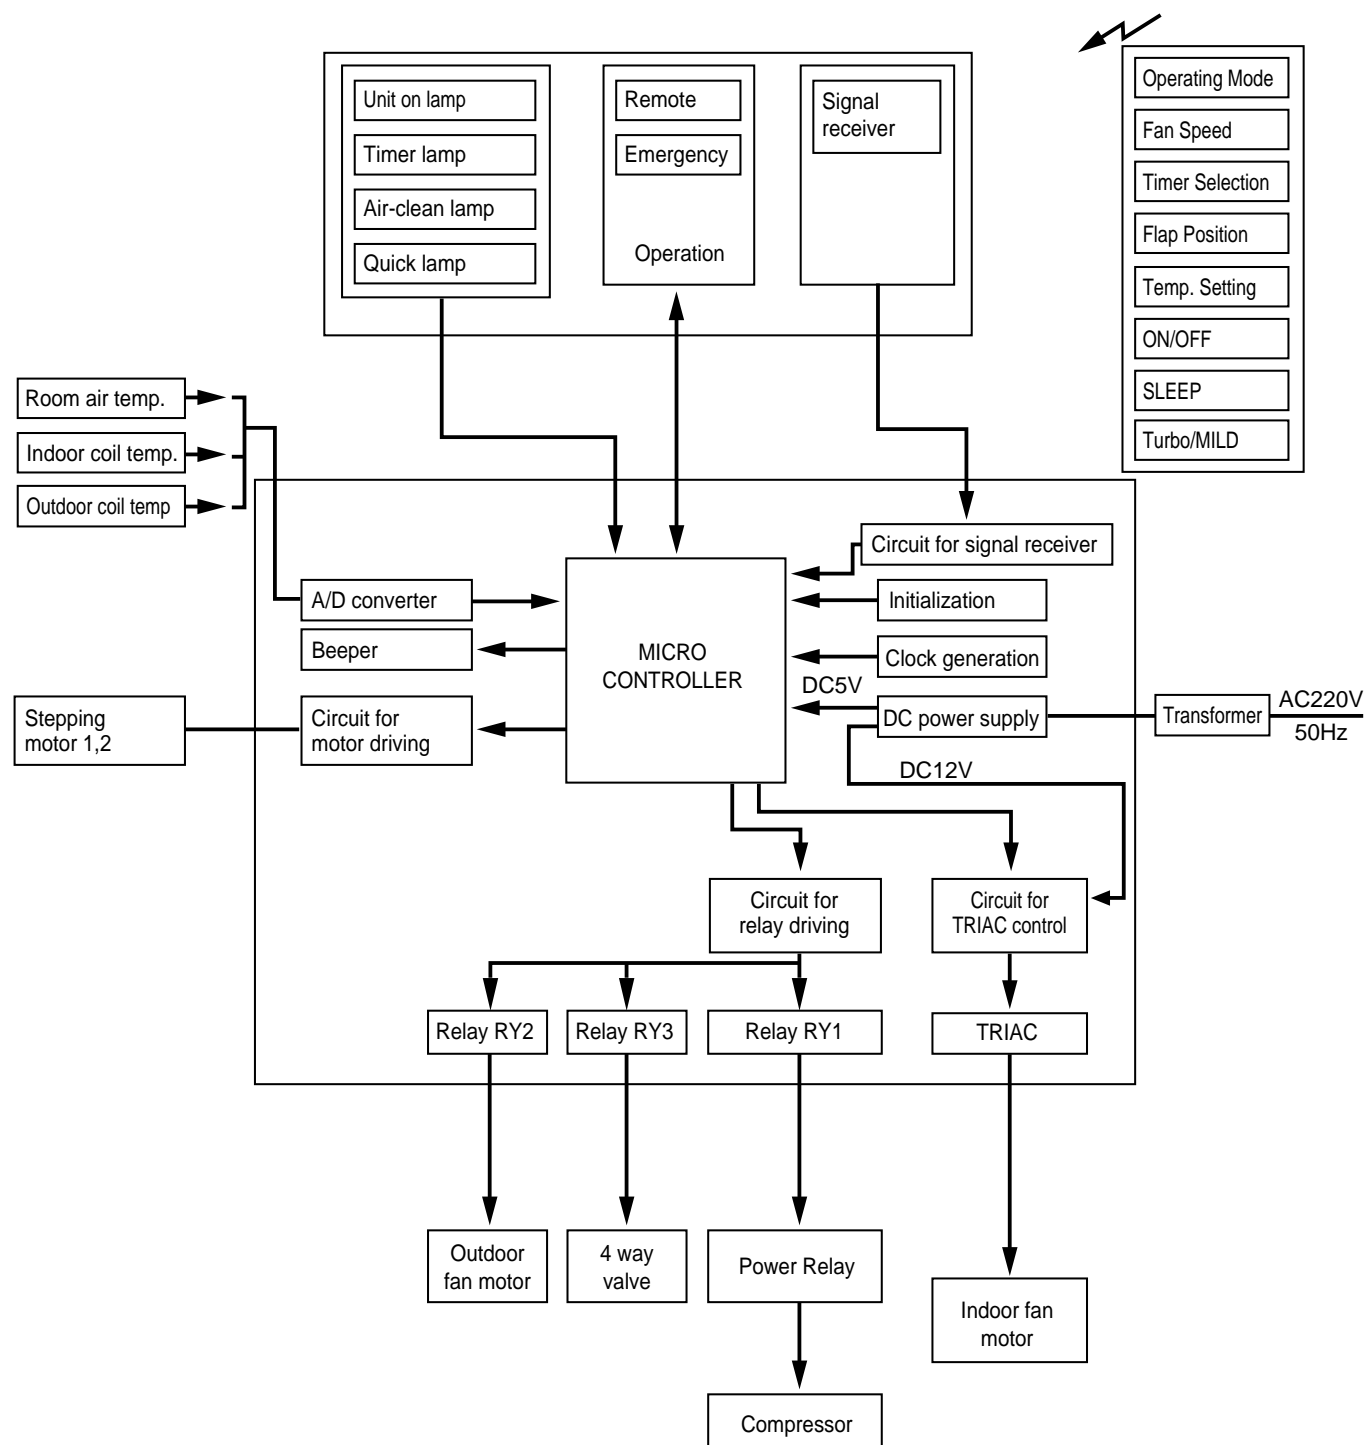 Unit on lamp
Timer lamp
Air-clean lamp
Quick lamp
Remote
Emergency
Operation
Signal
receiver
Operating Mode
Fan Speed
Timer Selection
Flap Position
Temp. Setting
ON/OFF
SLEEP
Turbo/MILD
Room air temp.
Indoor coil temp.
Outdoor coil temp
A/D converter
Beeper
Circuit for
motor driving
Stepping
motor 1,2
MICRO
CONTROLLER
Circuit for signal receiver
Initialization
Clock generation
DC5V
DC power supply
DC12V
Transformer
AC220V
50Hz
Circuit for
relay driving
Circuit for
TRIAC control
Relay RY2
Relay RY3
Relay RY1
TRIAC
Outdoor
fan motor
4 way
valve
Power Relay
Indoor fan
motor
Compressor